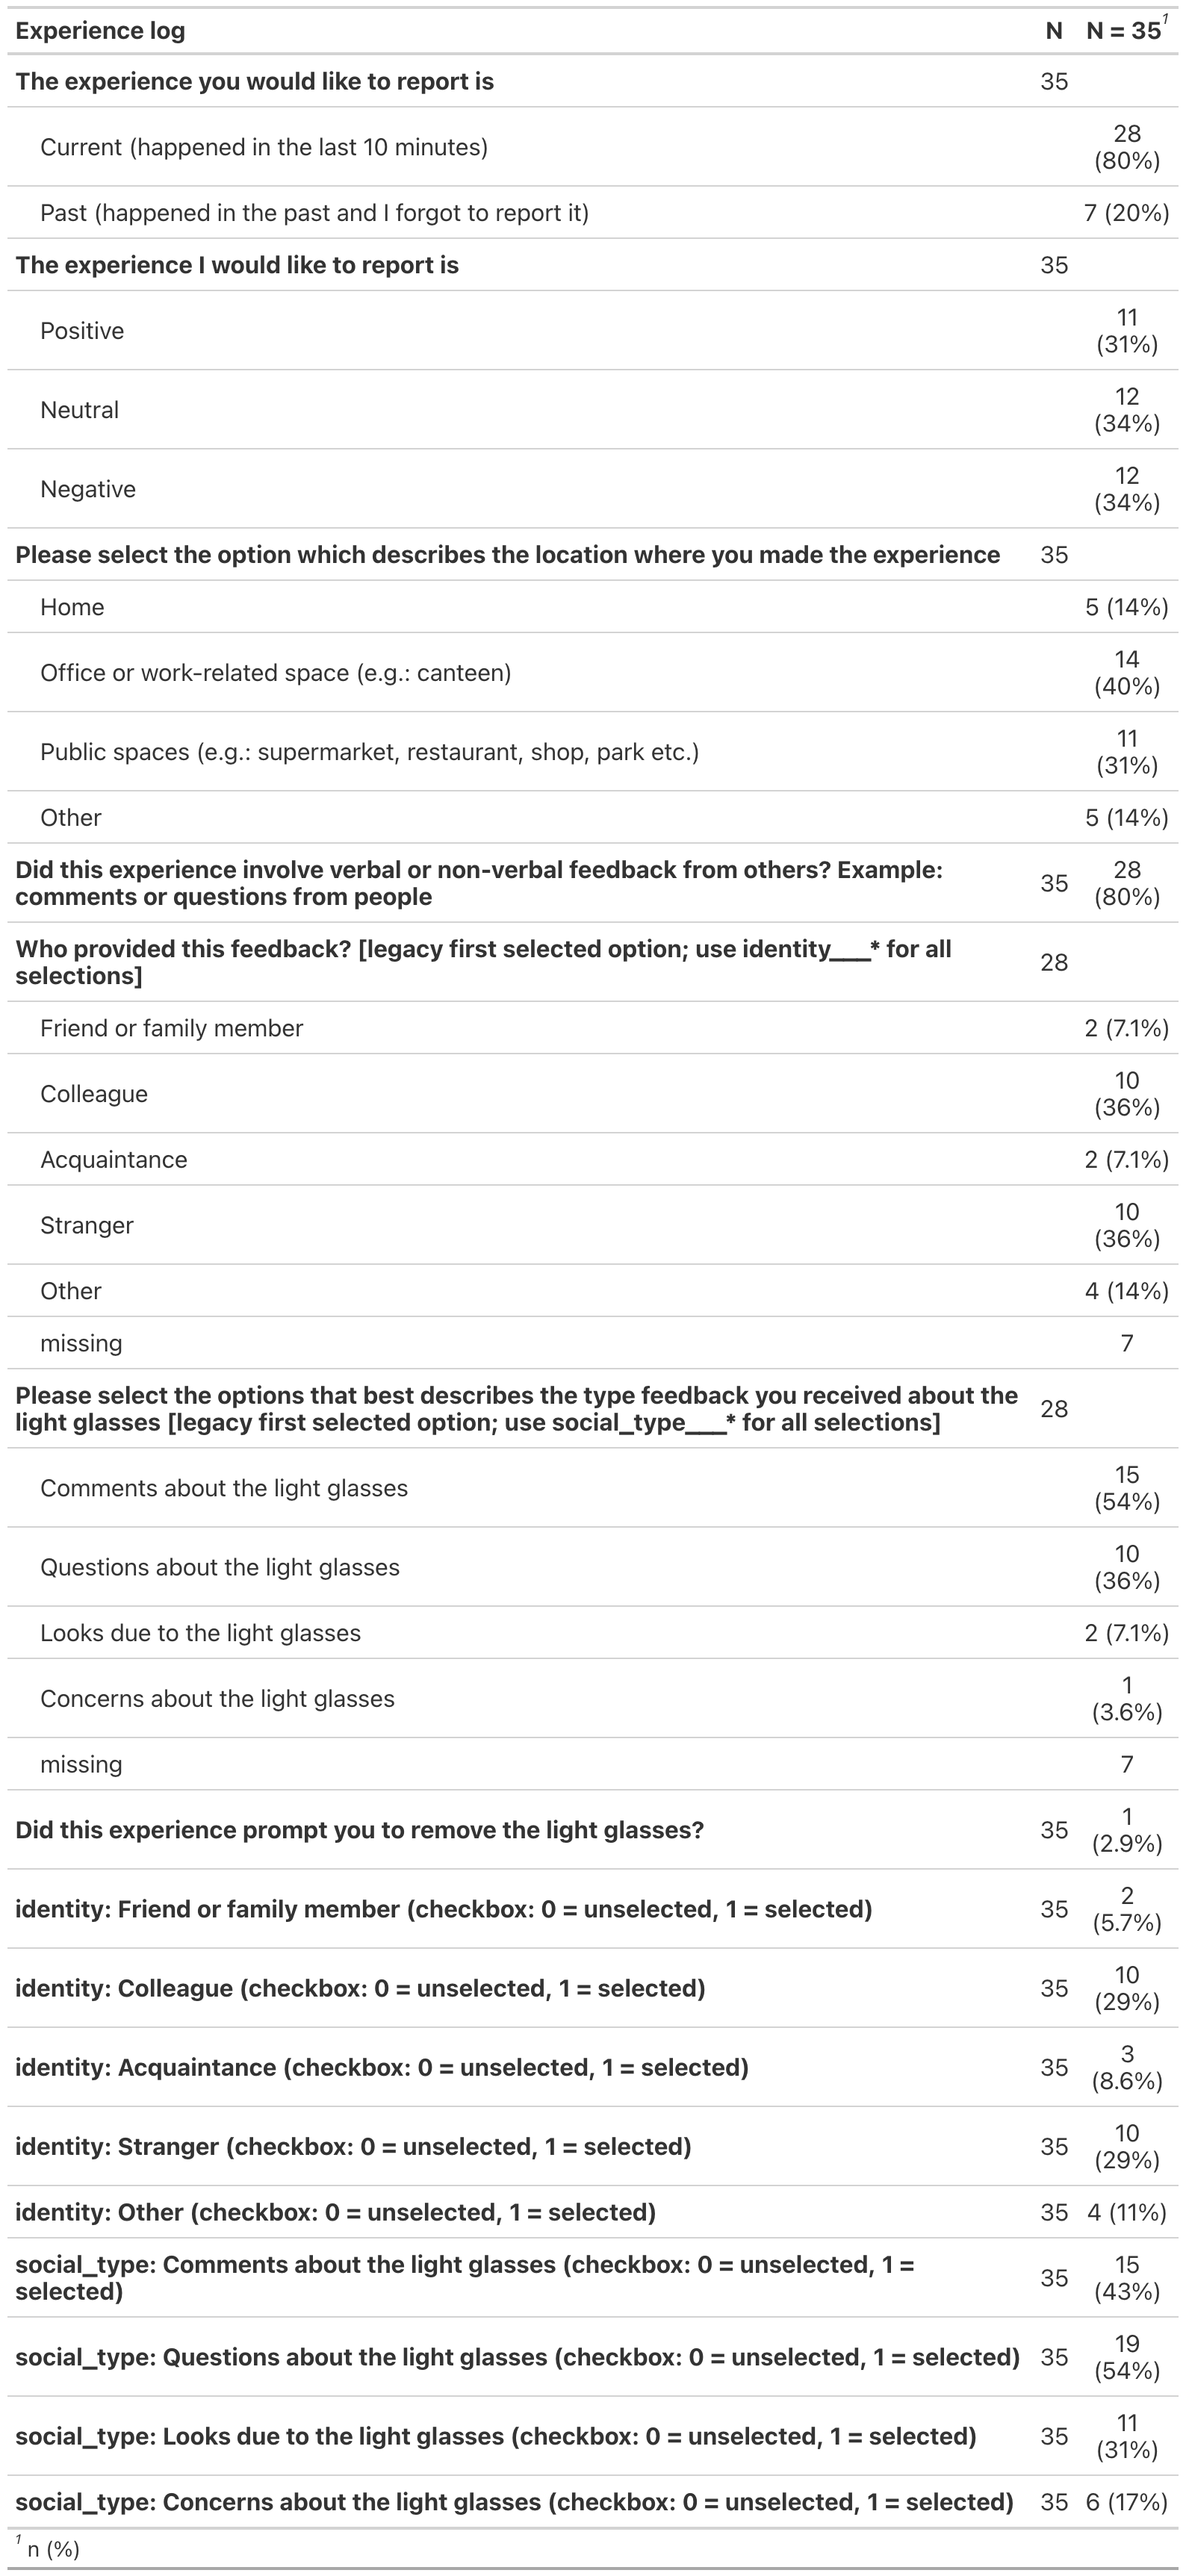 Experience log N N = 35¹
The experience you would like to report is 35
Current (happened in the last 10 minutes) 28 (80%)
Past (happened in the past and I forgot to report it) 7 (20%)
The experience I would like to report is 35
Positive 11 (31%)
Neutral 12 (34%)
Negative 12 (34%)
Please select the option which describes the location where you made the experience 35
Home 5 (14%)
Office or work-related space (e.g.: canteen) 14 (40%)
Public spaces (e.g.: supermarket, restaurant, shop, park etc.) 11 (31%)
Other 5 (14%)
Did this experience involve verbal or non-verbal feedback from others? Example:
comments or questions from people 35 28 (80%)
Who provided this feedback? [legacy first selected option; use identity___* for all
selections] 28
Friend or family member 2 (7.1%)
Colleague 10 (36%)
Acquaintance 2 (7.1%)
Stranger 10 (36%)
Other 4 (14%)
missing 7
Please select the options that best describes the type feedback you received about the
light glasses [legacy first selected option; use social_type___* for all selections] 28
Comments about the light glasses 15 (54%)
Questions about the light glasses 10 (36%)
Looks due to the light glasses 2 (7.1%)
Concerns about the light glasses 1 (3.6%)
missing 7
Did this experience prompt you to remove the light glasses? 35 1 (2.9%)
identity: Friend or family member (checkbox: 0 = unselected, 1 = selected) 35 2 (5.7%)
identity: Colleague (checkbox: 0 = unselected, 1 = selected) 35 10 (29%)
identity: Acquaintance (checkbox: 0 = unselected, 1 = selected) 35 3 (8.6%)
identity: Stranger (checkbox: 0 = unselected, 1 = selected) 35 10 (29%)
identity: Other (checkbox: 0 = unselected, 1 = selected) 35 4 (11%)
social_type: Comments about the light glasses (checkbox: 0 = unselected, 1 =
selected) 35 15 (43%)
social_type: Questions about the light glasses (checkbox: 0 = unselected, 1 = selected) 35 19 (54%)
social_type: Looks due to the light glasses (checkbox: 0 = unselected, 1 = selected) 35 11 (31%)
social_type: Concerns about the light glasses (checkbox: 0 = unselected, 1 = selected) 35 6 (17%)
¹ n (%)